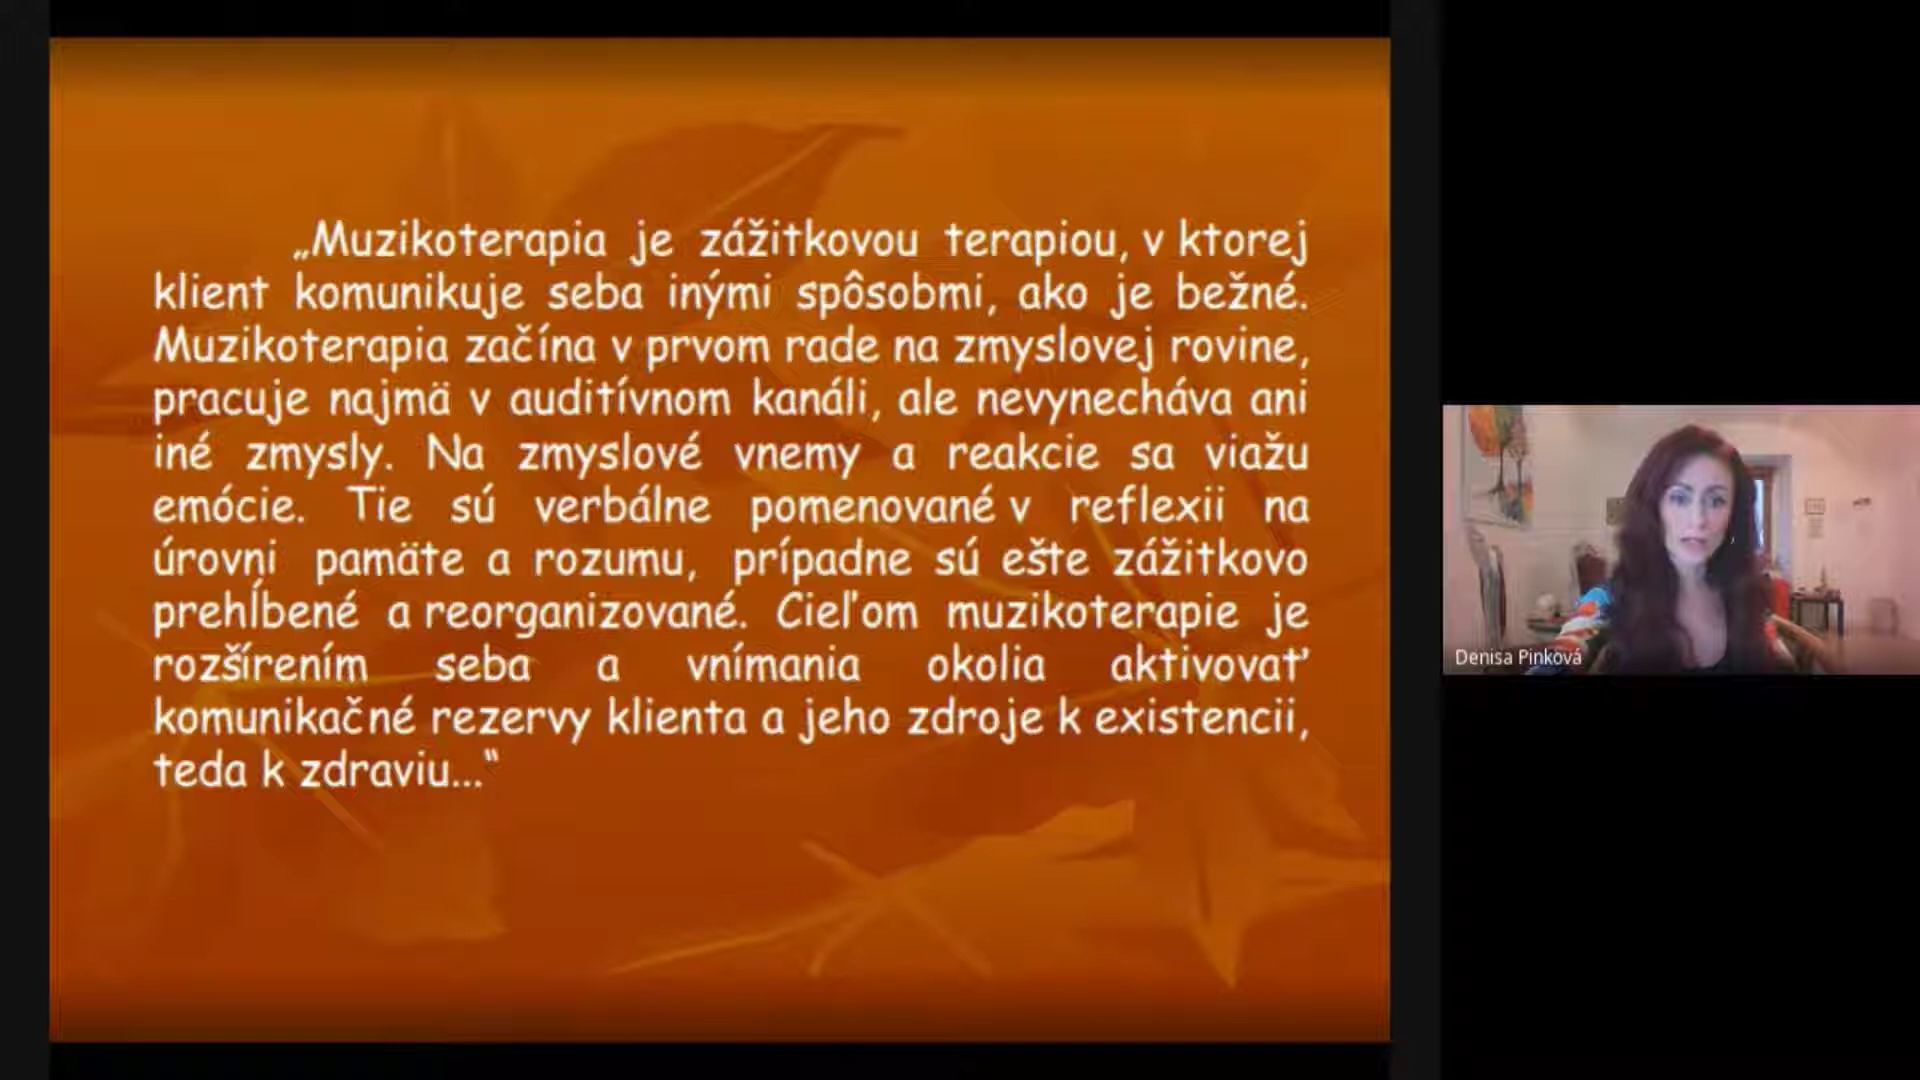 „Muzikoterapia je zážitkovou terapiou, v ktorej
klient komunikuje seba inými spôsobmi, ako je bežné.
Muzikoterapia začína v prvom rade na zmyslovej rovine,
pracuje najmä v auditívnom kanáli, ale nevynecháva ani
iné zmysly. Na zmyslové vnemy a reakcie sa viažu
emócie. Tie sú verbálne pomenované v reflexii na
úrovni pamäte a rozumu, prípadne sú ešte zážitkovo
prehĺbené a reorganizované. Cieľom muzikoterapie je
rozšírením seba a vnímania okolia aktivovať
komunikačné rezervy klienta a jeho zdroje k existencii,
teda k zdraviu...“
Denisa Pinková